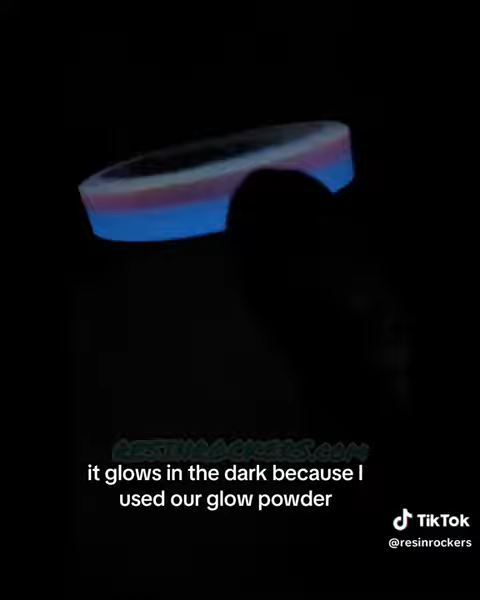 RESINROCKERS.COM
it glows in the dark because I
used our glow powder
TikTok
@resinrockers